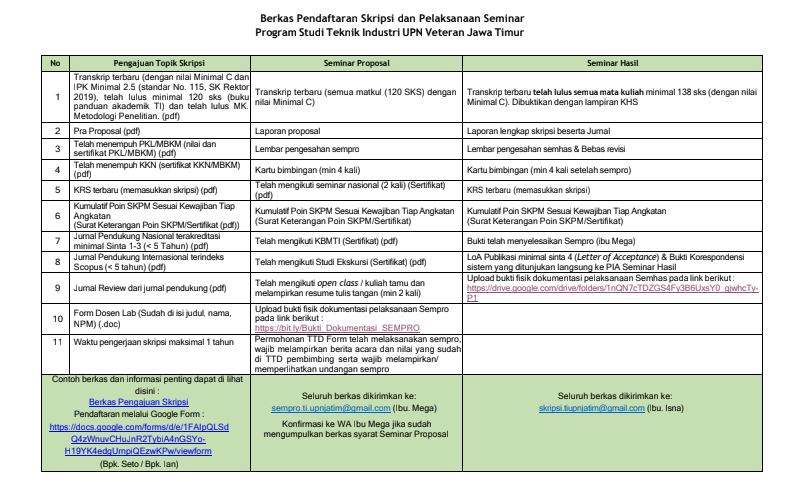 Berkas Pendaftaran Skripsi dan Pelaksanaan Seminar
Program Studi Teknik Industri UPN Veteran Jawa Timur
No
Pengajuan Topik Skripsi
Seminar Proposal
Seminar Hasil
1
Transkrip terbaru (dengan nilai Minimal C dan
IPK Minimal 2.5 (standar No. 115, SK Rektor
2019), telah lulus minimal 120 sks (buku
panduan akademik TI) dan telah lulus MK.
Metodologi Penelitian. (pdf)
Transkrip terbaru (semua matkul (120 SKS) dengan
nilai Minimal C)
Transkrip terbaru telah lulus semua mata kuliah minimal 138 sks (dengan nilai
Minimal C). Dibuktikan dengan lampiran KHS
2
Pra Proposal (pdf)
Laporan proposal
Laporan lengkap skripsi beserta Jurnal
3
Telah menempuh PKL/MBKM (nilai dan
sertifikat PKL/MBKM) (pdf)
Lembar pengesahan sempro
Lembar pengesahan semhas & Bebas revisi
4
Telah menempuh KKN (sertifikat KKN/MBKM)
(pdf)
Kartu bimbingan (min 4 kali)
Kartu bimbingan (min 4 kali setelah sempro)
5
KRS terbaru (memasukkan skripsi) (pdf)
Telah mengikuti seminar nasional (2 kali) (Sertifikat)
(pdf)
KRS terbaru (memasukkan skripsi)
6
Kumulatif Poin SKPM Sesuai Kewajiban Tiap
Angkatan
(Surat Keterangan Poin SKPM/Sertifikat (pdf))
Kumulatif Poin SKPM Sesuai Kewajiban Tiap Angkatan
(Surat Keterangan Poin SKPM/Sertifikat)
Kumulatif Poin SKPM Sesuai Kewajiban Tiap Angkatan
(Surat Keterangan Poin SKPM/Sertifikat)
7
Jurnal Pendukung Nasional terakreditasi
minimal Sinta 1-3 (< 5 Tahun) (pdf)
Telah mengikuti KBMTI (Sertifikat) (pdf)
Bukti telah menyelesaikan Sempro (ibu Mega)
8
Jurnal Pendukung Internasional terindeks
Scopus (< 5 tahun) (pdf)
Telah mengikuti Studi Ekskursi (Sertifikat) (pdf)
LoA Publikasi minimal sinta 4 (Letter of Acceptance) & Bukti Korespondensi
sistem yang ditunjukan langsung ke PIA Seminar Hasil
9
Jurnal Review dari jurnal pendukung (pdf)
Telah mengikuti open class / kuliah tamu dan
melampirkan resume tulis tangan (min 2 kali)
Upload bukti fisik dokumentasi pelaksanaan Semhas pada link berikut :
https://drive.google.com/drive/folders/1nQN7cTDZGS4Fy3B6UxsY0_gjwhcTy-
P1
10
Form Dosen Lab (Sudah di isi judul, nama,
NPM) (.doc)
Upload bukti fisik dokumentasi pelaksanaan Sempro
pada link berikut :
https://bit.ly/Bukti_Dokumentasi_SEMPRO
11
Waktu pengerjaan skripsi maksimal 1 tahun
Permohonan TTD Form telah melaksanakan sempro,
wajib melampirkan berita acara dan nilai yang sudah
di TTD pembimbing serta wajib melampirkan/
memperlihatkan undangan sempro
Contoh berkas dan informasi penting dapat di lihat
disini :
Berkas Pengajuan Skripsi
Pendaftaran melalui Google Form :
https://docs.google.com/forms/d/e/1FAIpQLSd
Q4zWnuvCHuJnR2TybiA4nGSYo-
H19YK4edgUrnpiQEzwKPw/viewform
(Bpk. Seto / Bpk. Ian)
Seluruh berkas dikirimkan ke:
sempro.ti.upnjatim@gmail.com (Ibu. Mega)
Konfirmasi ke WA Ibu Mega jika sudah
mengumpulkan berkas syarat Seminar Proposal
Seluruh berkas dikirimkan ke:
skripsi.tiupnjatim@gmail.com (Ibu. Isna)